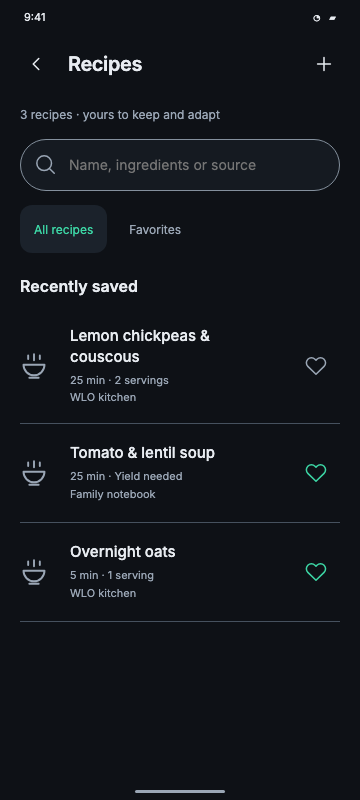 9:41
Recipes
3 recipes · yours to keep and adapt
Name, ingredients or source
All recipes
Favorites
Recently saved
Lemon chickpeas &
couscous
25 min · 2 servings
WLO kitchen
Tomato & lentil soup
25 min · Yield needed
Family notebook
Overnight oats
5 min · 1 serving
WLO kitchen